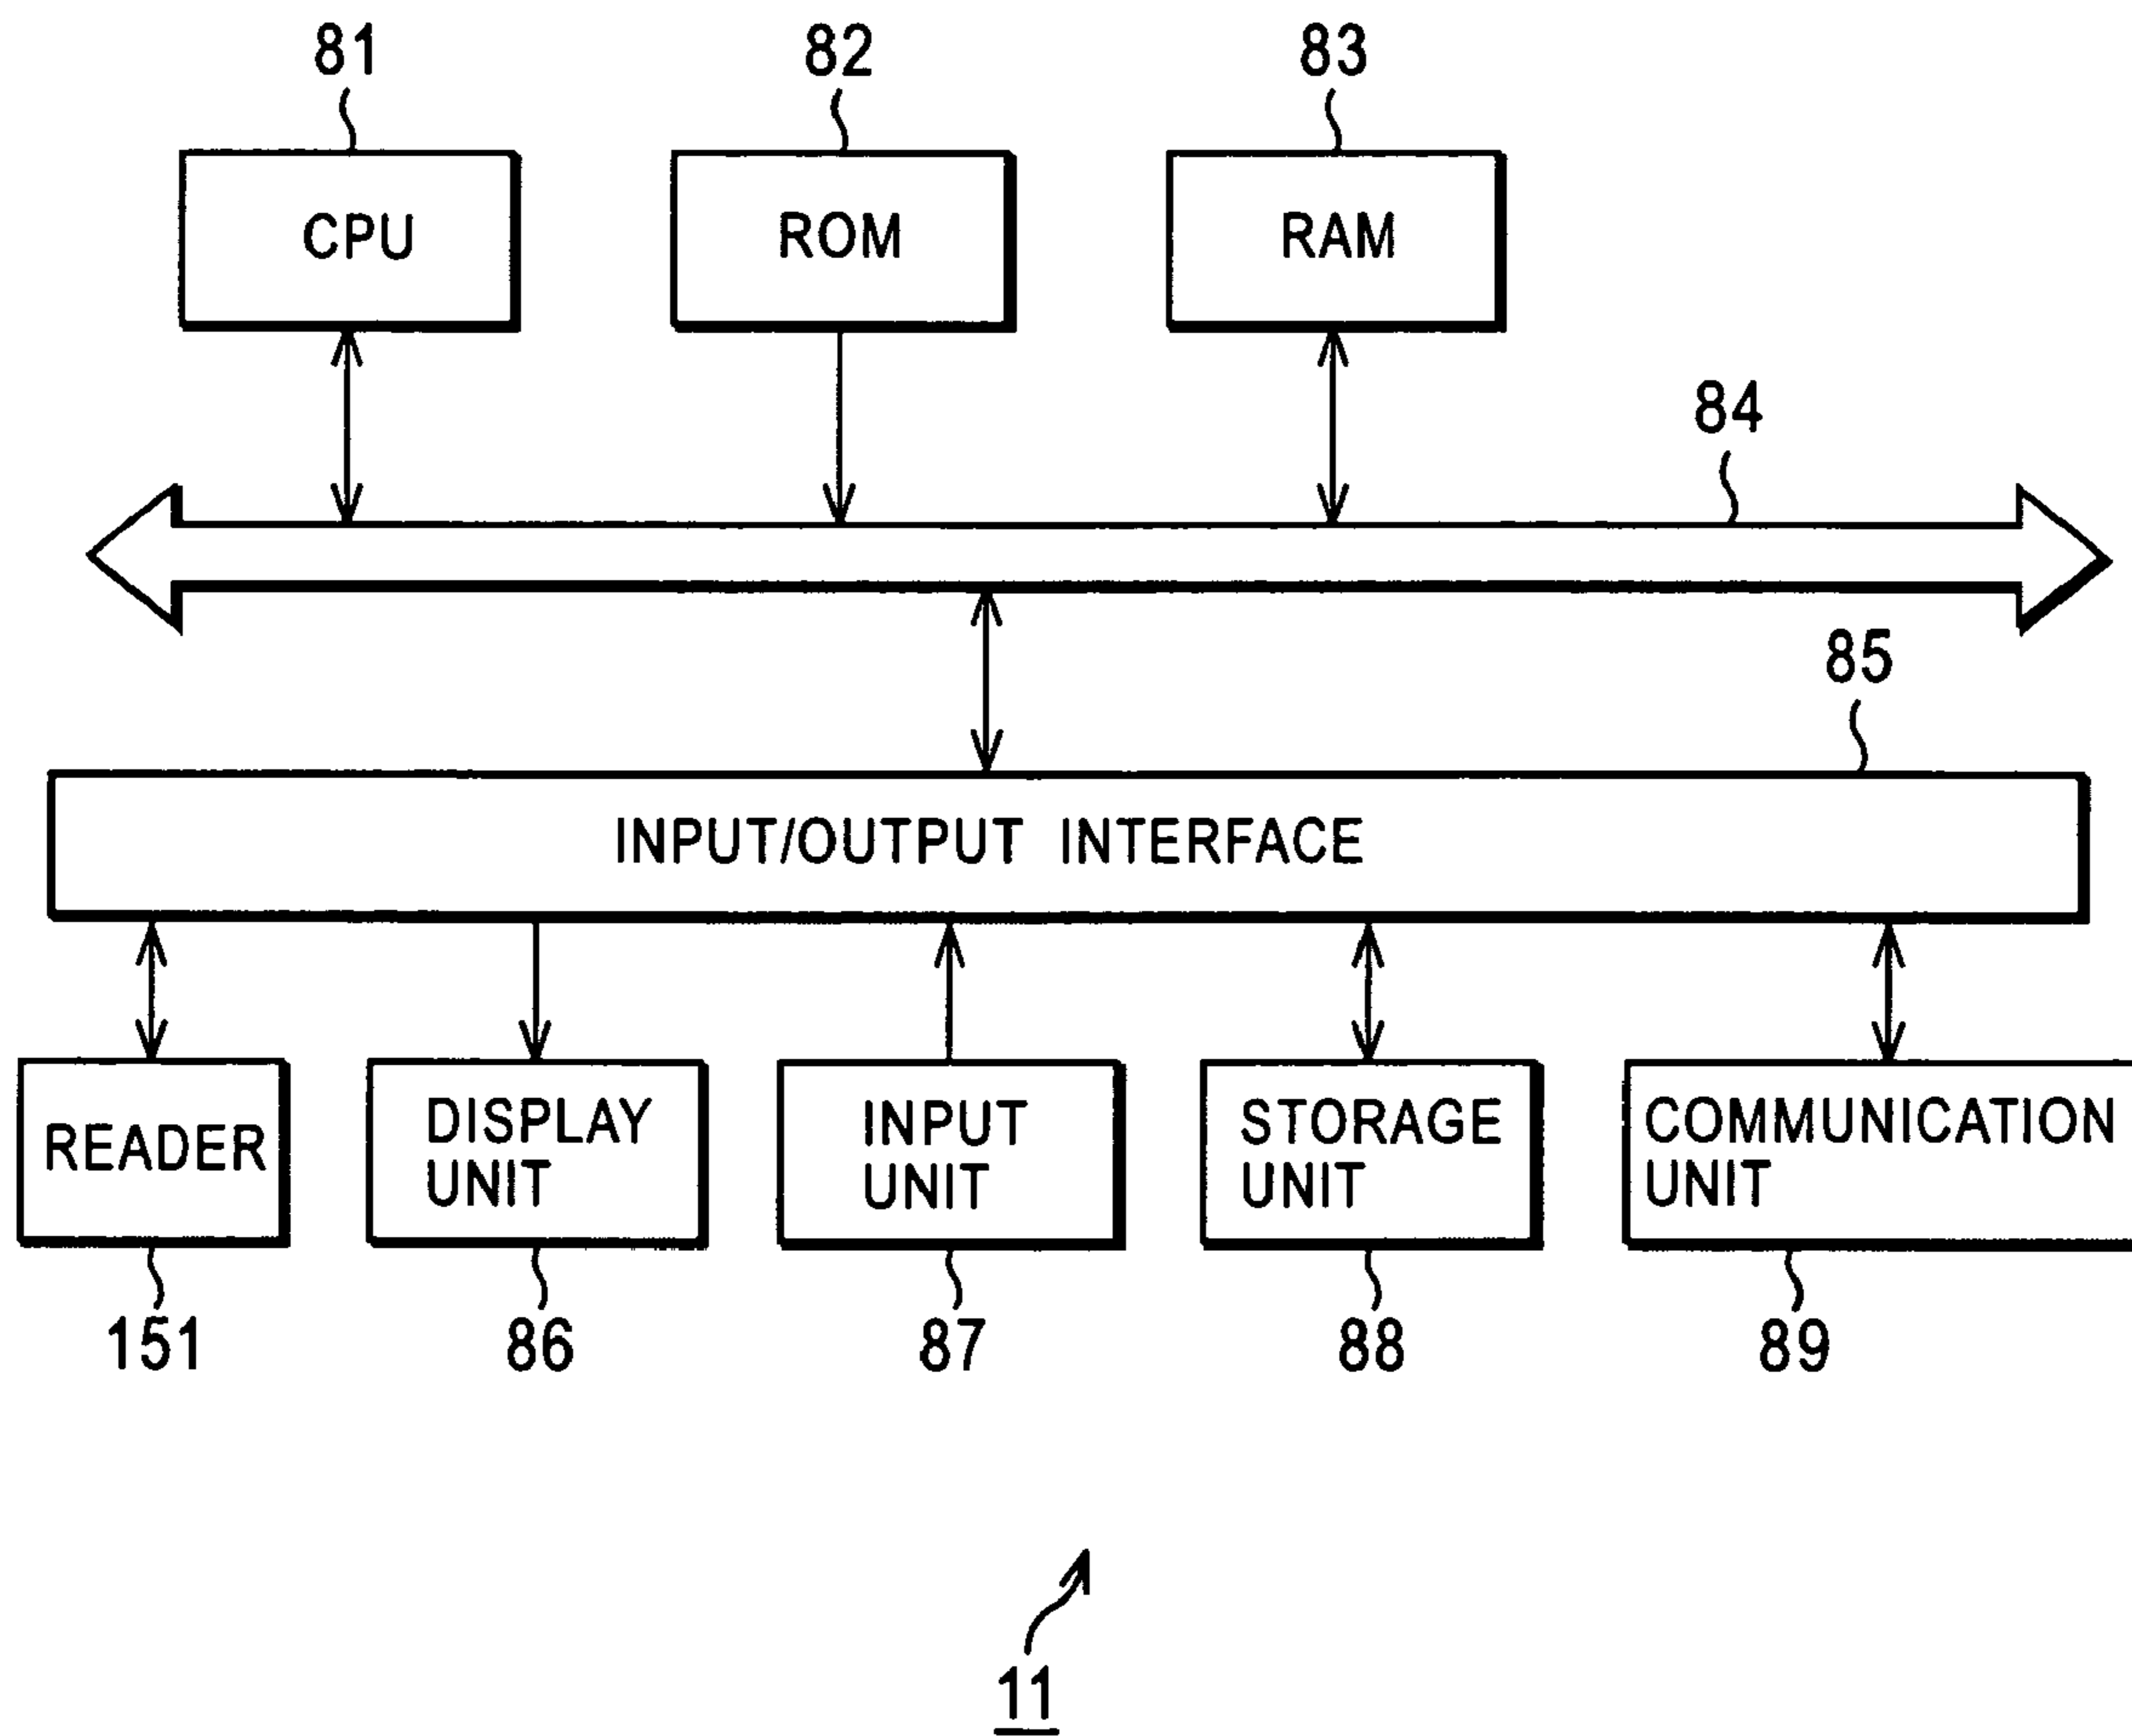 81
82
83
CPU
ROM
RAM
84
85
INPUT/OUTPUT INTERFACE
READER
DISPLAY
UNIT
INPUT
UNIT
STORAGE
UNIT
COMMUNICATION
UNIT
151
86
87
88
89
11